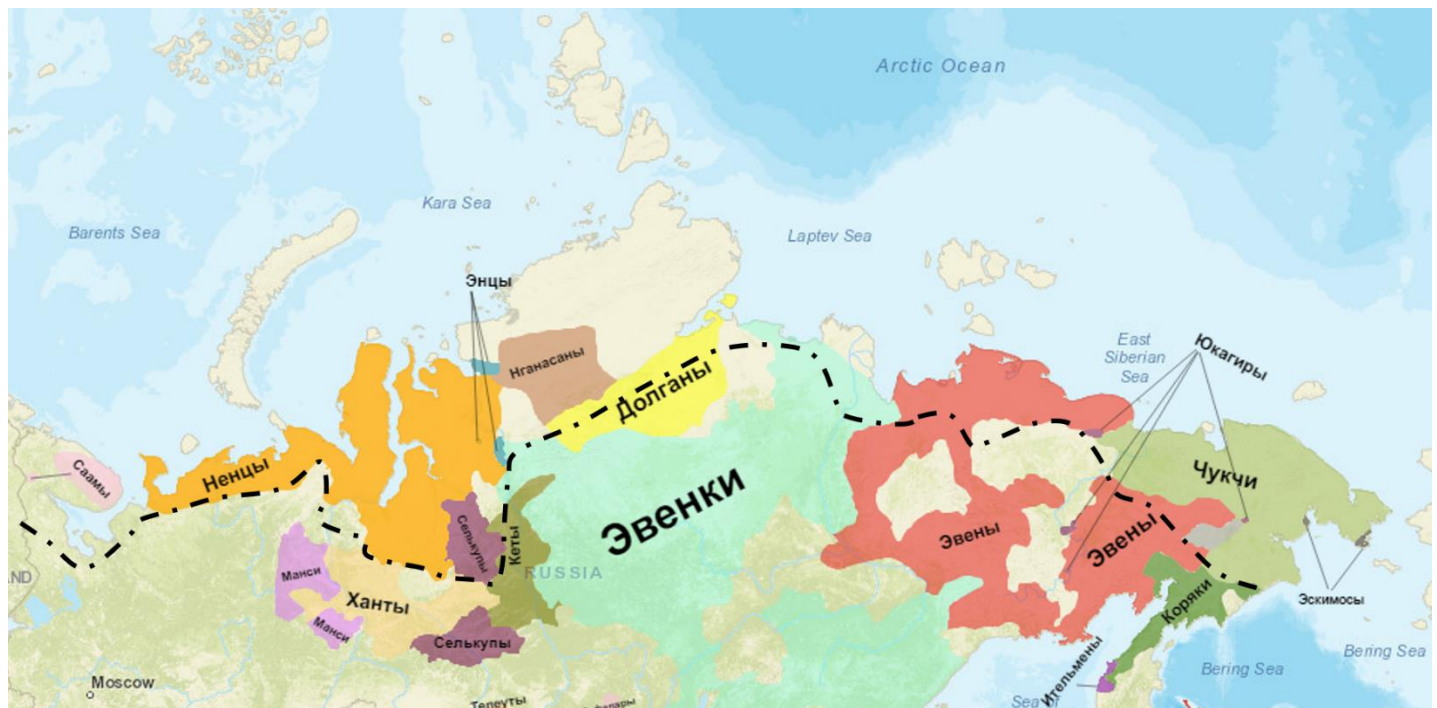 Arctic Ocean
Kara Sea
Barents Sea
Laptev Sea
Энцы
East
Siberian
Sea
Юкагиры
Нганасаны
Долганы
Ненцы
Саамы
Чукчи
Эвенки
Селькупы
Кеты
Эвены
Эвены
RUSSIA
Манси
Ханты
Манси
Коряки
Эскимосы
Селькупы
Ительмены
Bering Sea
Bering Sea
Moscow
Sea